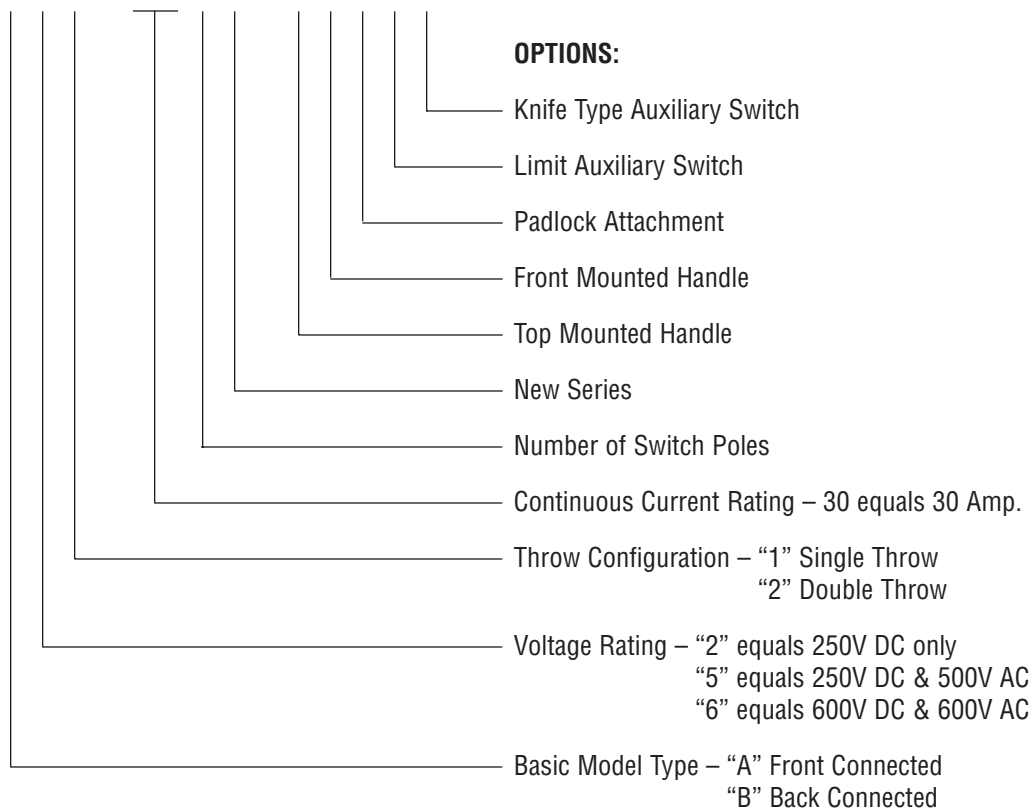 OPTIONS:
Knife Type Auxiliary Switch
Limit Auxiliary Switch
Padlock Attachment
Front Mounted Handle
Top Mounted Handle
New Series
Number of Switch Poles
Continuous Current Rating – 30 equals 30 Amp.
Throw Configuration – “1” Single Throw
“2” Double Throw
Voltage Rating – “2” equals 250V DC only
“5” equals 250V DC & 500V AC
“6” equals 600V DC & 600V AC
Basic Model Type – “A” Front Connected
“B” Back Connected